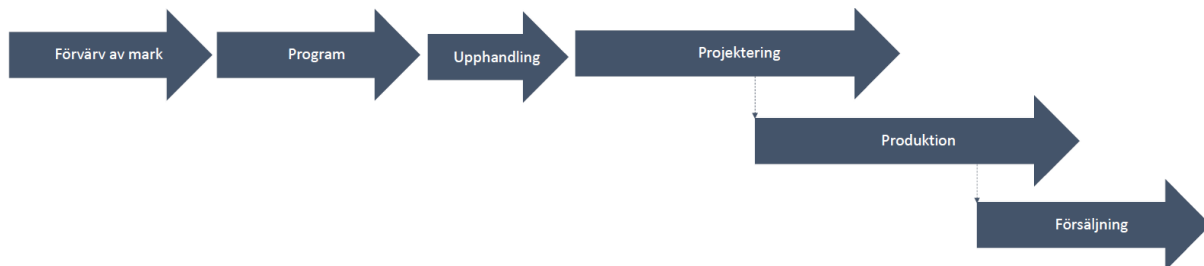 Förvärv av mark
Program
Upphandling
Projektering
Produktion
Försäljning